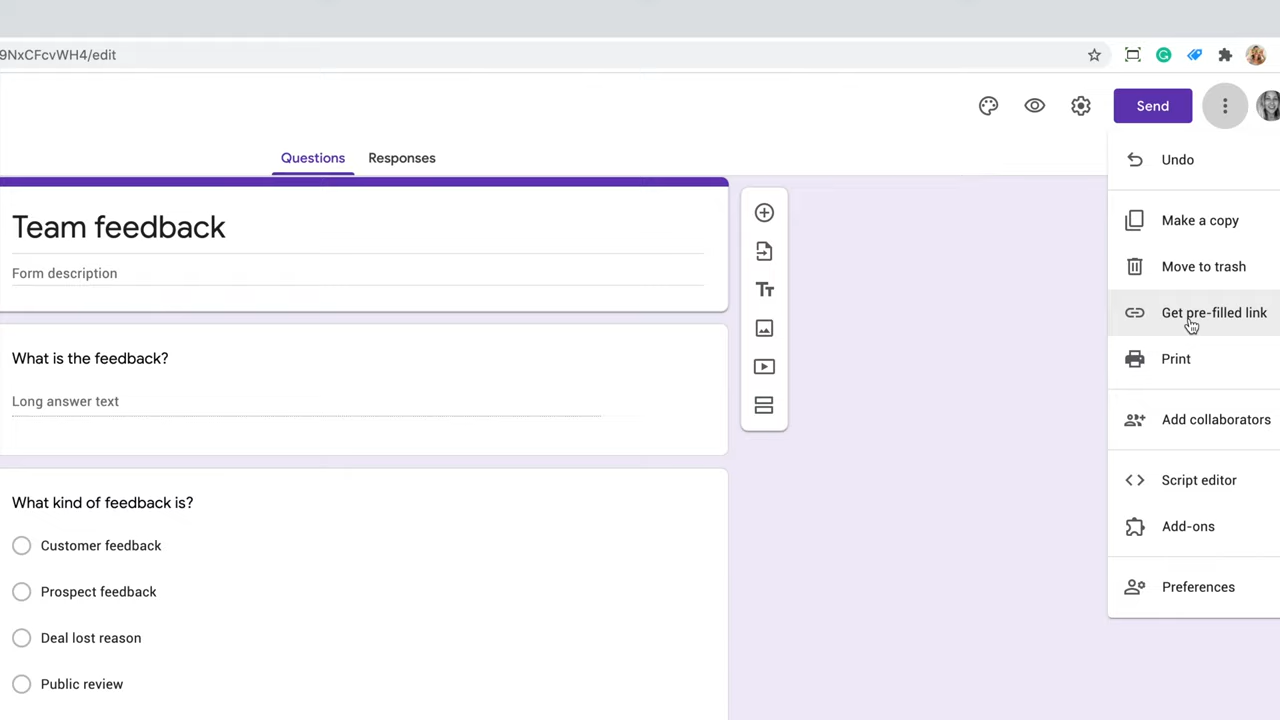 9NxCFcvWH4/edit
Send
Questions
Responses
Team feedback
Form description
What is the feedback?
Long answer text
What kind of feedback is?
Customer feedback
Prospect feedback
Deal lost reason
Public review
Undo
Make a copy
Move to trash
Get pre-filled link
Print
Add collaborators
Script editor
Add-ons
Preferences